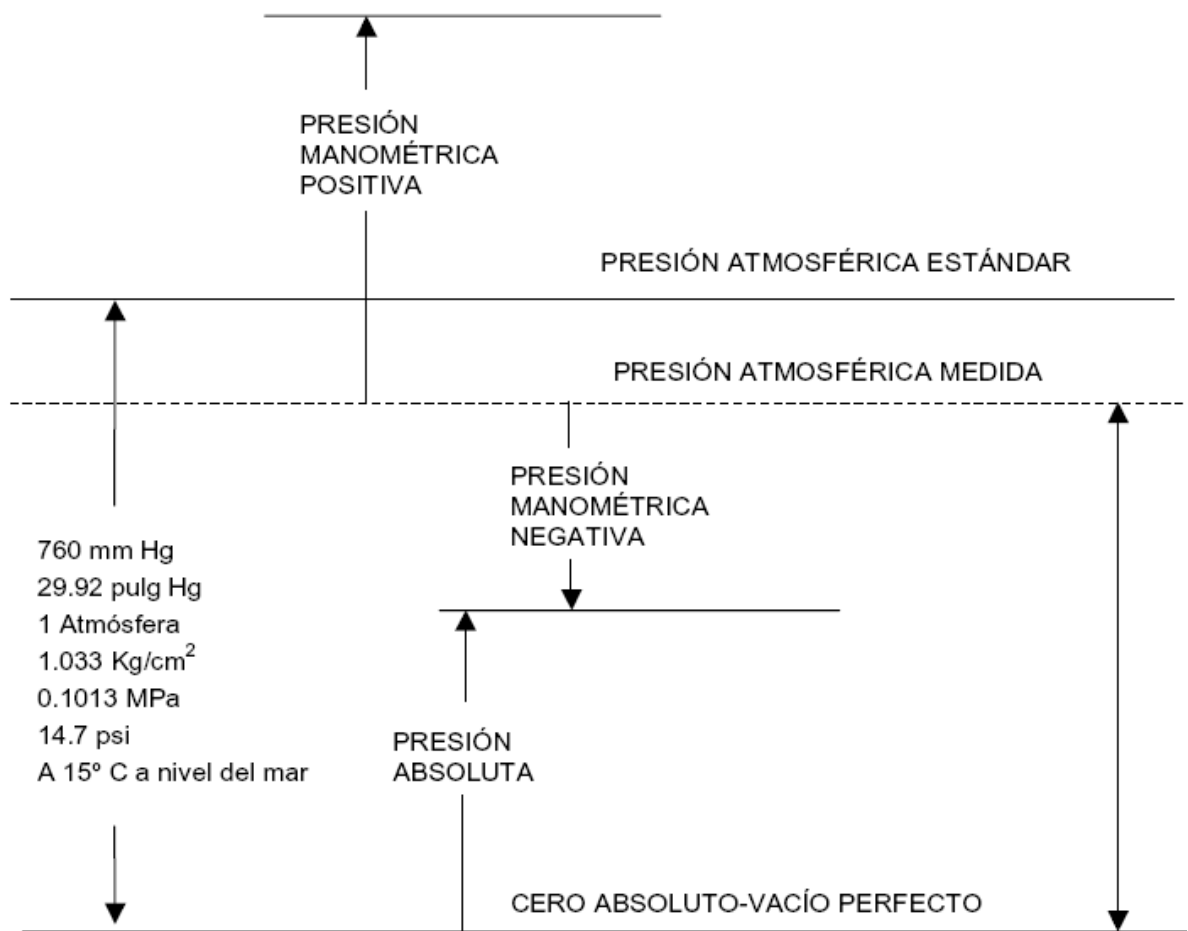 PRESIÓN
MANOMÉTRICA
POSITIVA
PRESIÓN ATMOSFÉRICA ESTÁNDAR
PRESIÓN ATMOSFÉRICA MEDIDA
PRESIÓN
MANOMÉTRICA
NEGATIVA
760 mm Hg
29.92 pulg Hg
1 Atmósfera
1.033 Kg/cm²
0.1013 MPa
14.7 psi
A 15º C a nivel del mar
PRESIÓN
ABSOLUTA
CERO ABSOLUTO-VACÍO PERFECTO